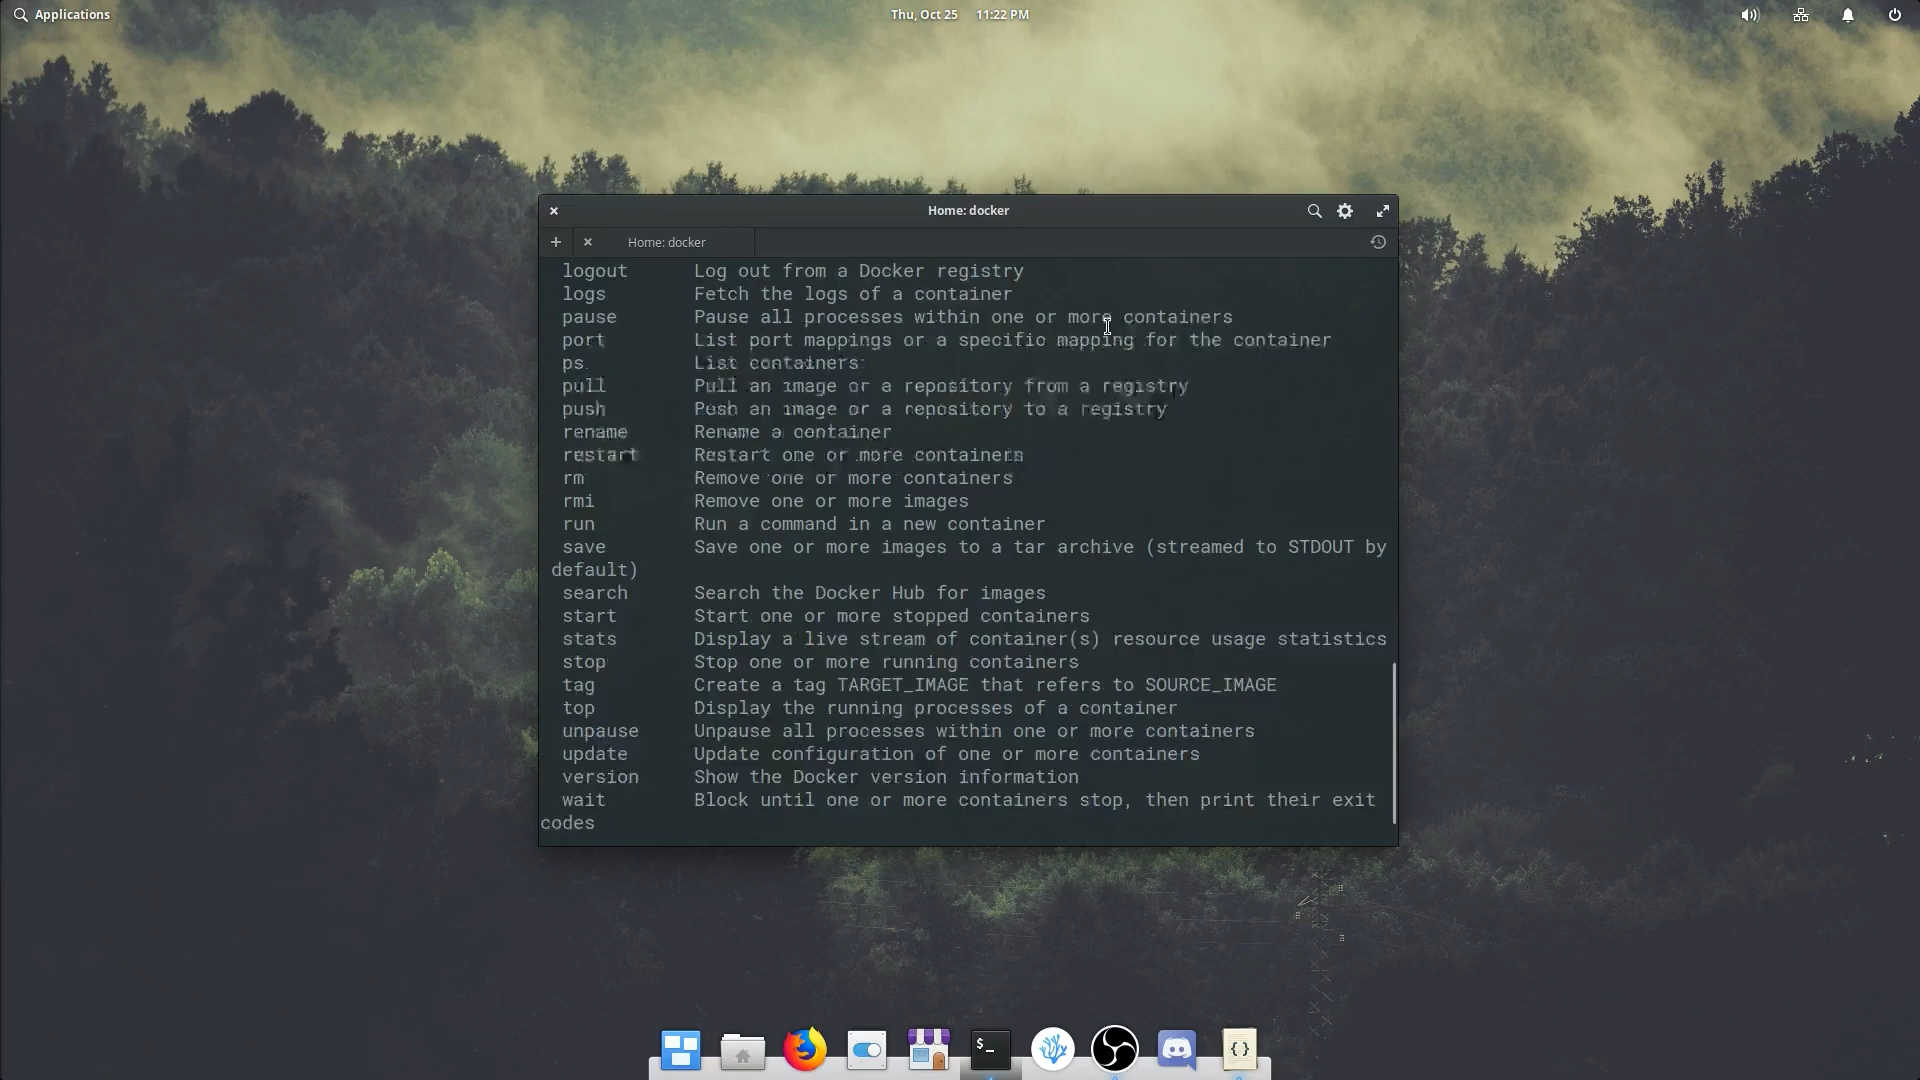 Applications
Thu, Oct 25 11:22 PM
Home: docker
Home: docker
logout Log out from a Docker registry
logs Fetch the logs of a container
pause Pause all processes within one or more containers
port List port mappings or a specific mapping for the container
ps List containers
pull Pull an image or a repository from a registry
push Push an image or a repository to a registry
rename Rename a container
restart Restart one or more containers
rm Remove one or more containers
rmi Remove one or more images
run Run a command in a new container
save Save one or more images to a tar archive (streamed to STDOUT by
default)
search Search the Docker Hub for images
start Start one or more stopped containers
stats Display a live stream of container(s) resource usage statistics
stop Stop one or more running containers
tag Create a tag TARGET_IMAGE that refers to SOURCE_IMAGE
top Display the running processes of a container
unpause Unpause all processes within one or more containers
update Update configuration of one or more containers
version Show the Docker version information
wait Block until one or more containers stop, then print their exit
codes
$_
{}